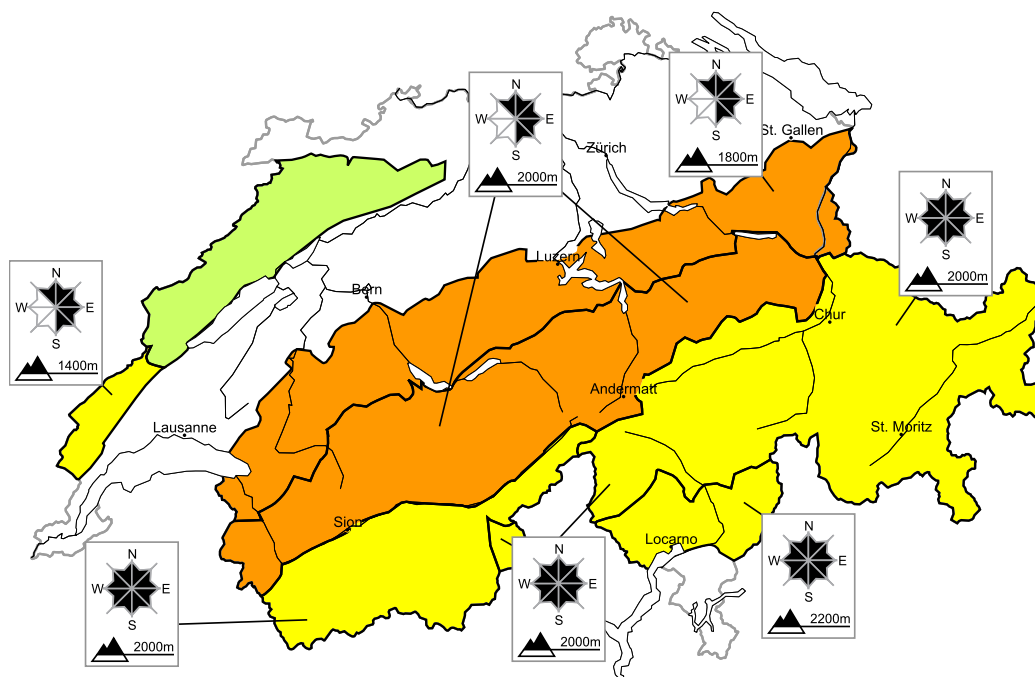 N
W E
S
2000m
N
W E
S
1800m
St. Gallen
Zürich
N
W E
S
2000m
Luzern
N
W E
S
1400m
Bern
Chur
Andermatt
Lausanne
St. Moritz
Sion
Locarno
N
W E
S
2200m
N
W E
S
2000m
N
W E
S
2000m